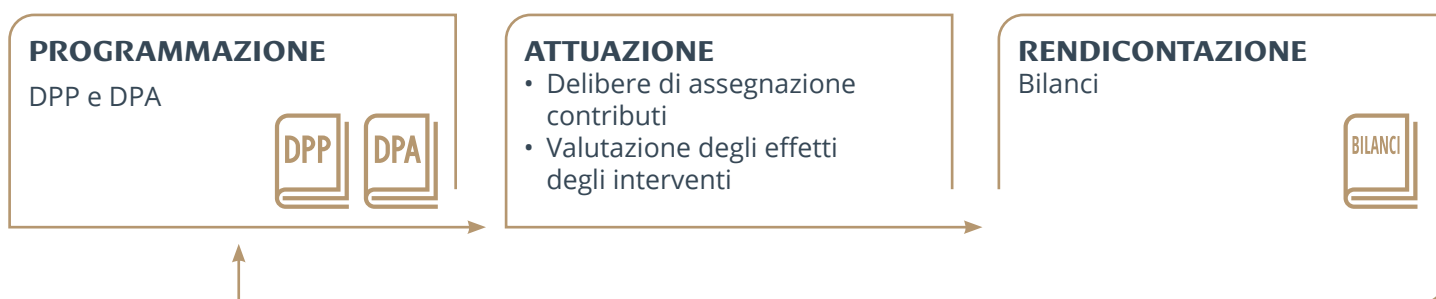 PROGRAMMAZIONE
DPP e DPA
DPP
DPA
ATTUAZIONE
• Delibere di assegnazione
contributi
• Valutazione degli effetti
degli interventi
RENDICONTAZIONE
Bilanci
BILANCI